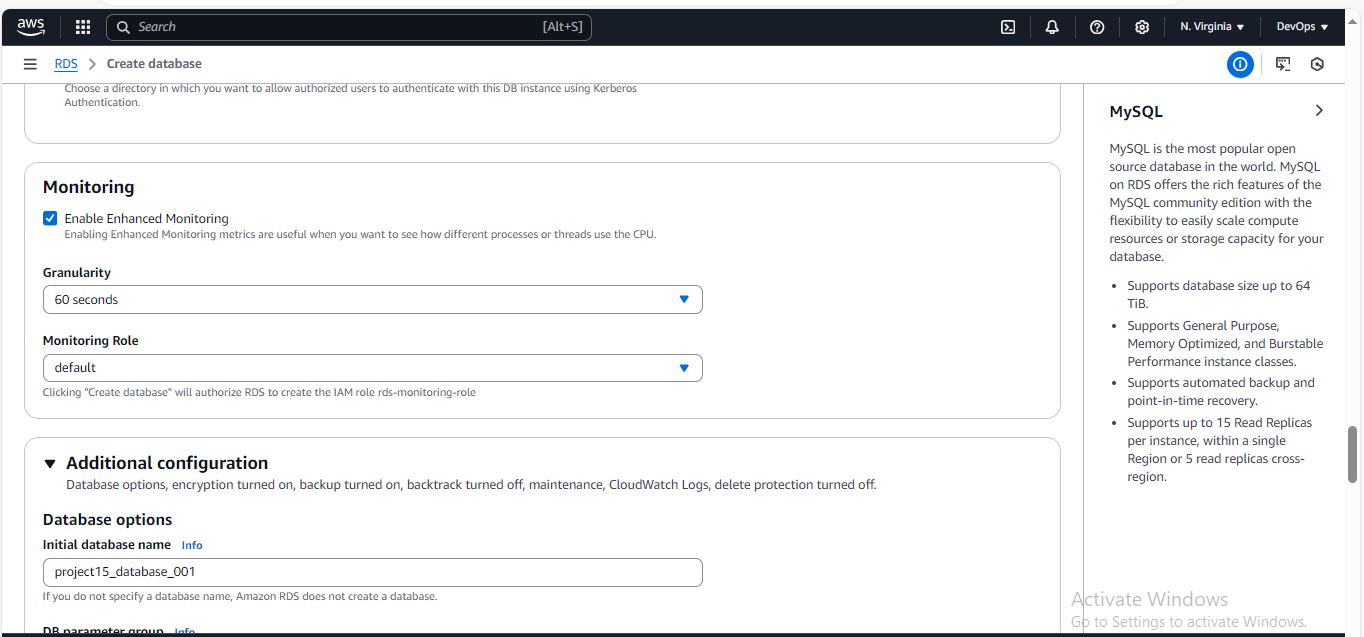 aws
Search [Alt+S]
N. Virginia
DevOps
RDS
Create database
Choose a directory in which you want to allow authorized users to authenticate with this DB instance using Kerberos
Authentication.
Monitoring
Enable Enhanced Monitoring
Enabling Enhanced Monitoring metrics are useful when you want to see how different processes or threads use the CPU.
Granularity
60 seconds
Monitoring Role
default
Clicking "Create database" will authorize RDS to create the IAM role rds-monitoring-role
Additional configuration
Database options, encryption turned on, backup turned on, backtrack turned off, maintenance, CloudWatch Logs, delete protection turned off.
Database options
Initial database name Info
project15_database_001
If you do not specify a database name, Amazon RDS does not create a database.
DB parameter group Info
MySQL
MySQL is the most popular open
source database in the world. MySQL
on RDS offers the rich features of the
MySQL community edition with the
flexibility to easily scale compute
resources or storage capacity for your
database.
• Supports database size up to 64
TiB.
• Supports General Purpose,
Memory Optimized, and Burstable
Performance instance classes.
• Supports automated backup and
point-in-time recovery.
• Supports up to 15 Read Replicas
per instance, within a single
Region or 5 read replicas cross-
region.
Activate Windows
Go to Settings to activate Windows.